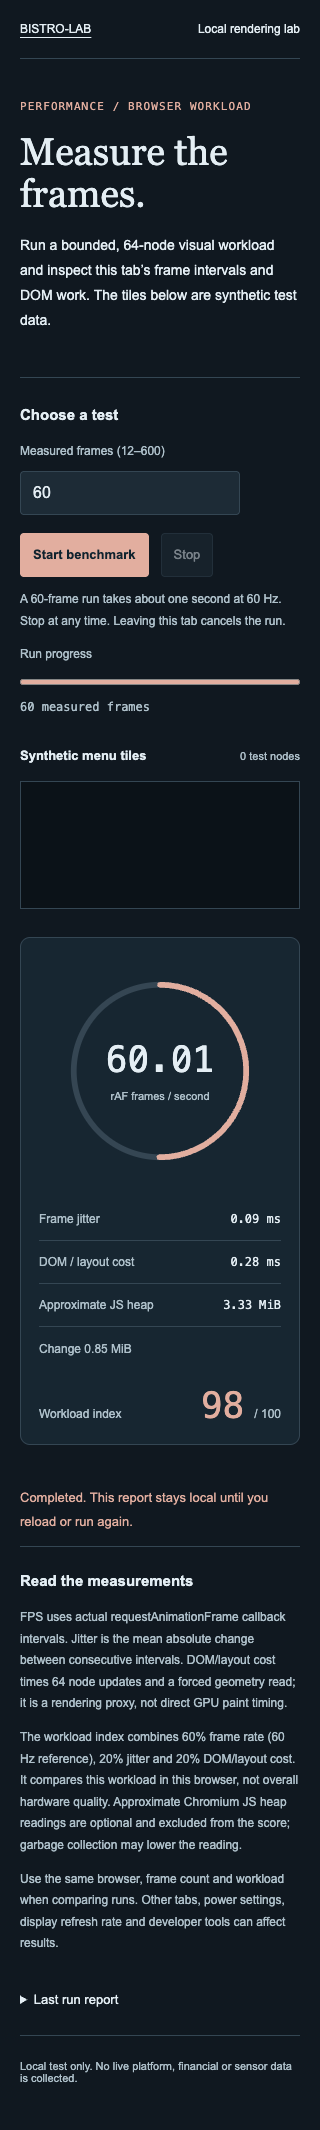 BISTRO-LAB
Local rendering lab
PERFORMANCE / BROWSER WORKLOAD
Measure the
frames.
Run a bounded, 64-node visual workload
and inspect this tab’s frame intervals and
DOM work. The tiles below are synthetic test
data.
Choose a test
Measured frames (12–600)
60
Start benchmark
Stop
A 60-frame run takes about one second at 60 Hz.
Stop at any time. Leaving this tab cancels the run.
Run progress
60 measured frames
Synthetic menu tiles
0 test nodes
60.01
rAF frames / second
Frame jitter
0.09 ms
DOM / layout cost
0.28 ms
Approximate JS heap
3.33 MiB
Change 0.85 MiB
Workload index
98 / 100
Completed. This report stays local until you
reload or run again.
Read the measurements
FPS uses actual requestAnimationFrame callback
intervals. Jitter is the mean absolute change
between consecutive intervals. DOM/layout cost
times 64 node updates and a forced geometry read;
it is a rendering proxy, not direct GPU paint timing.
The workload index combines 60% frame rate (60
Hz reference), 20% jitter and 20% DOM/layout cost.
It compares this workload in this browser, not overall
hardware quality. Approximate Chromium JS heap
readings are optional and excluded from the score;
garbage collection may lower the reading.
Use the same browser, frame count and workload
when comparing runs. Other tabs, power settings,
display refresh rate and developer tools can affect
results.
Last run report
Local test only. No live platform, financial or sensor data
is collected.